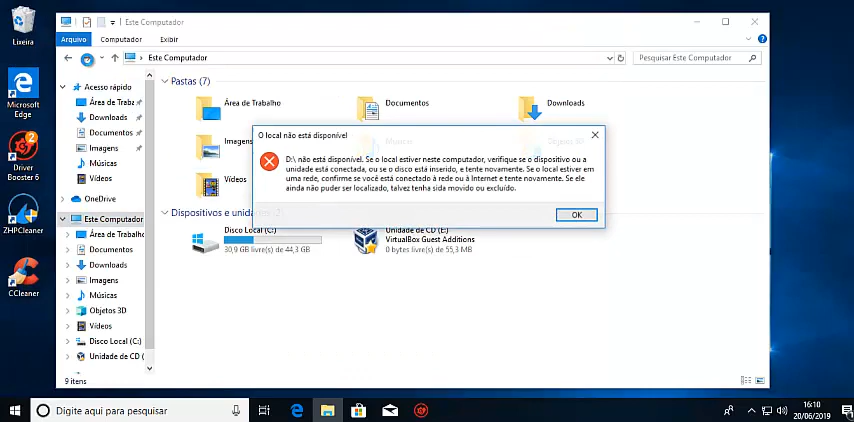 Lixeira
Microsoft
Edge
Driver
Booster 6
ZHPCleaner
CCleaner
Este Computador
Arquivo
Computador
Exibir
Este Computador
Pesquisar Este Computador
Acesso rápido
Área de Traba
Downloads
Documentos
Imagens
Músicas
Vídeos
OneDrive
Este Computador
Área de Trabalho
Documentos
Downloads
Imagens
Músicas
Objetos 3D
Vídeos
Disco Local (C:)
Unidade de CD (
Pastas (7)
Área de Trabalho
Documentos
Downloads
Imagens
Músicas
Objetos 3D
Vídeos
O local não está disponível
D:\ não está disponível. Se o local estiver neste computador, verifique se o dispositivo ou a
unidade está conectada, ou se o disco está inserido, e tente novamente. Se o local estiver em
uma rede, confirme se você está conectado à rede ou à Internet e tente novamente. Se ele
ainda não puder ser localizado, talvez tenha sido movido ou excluído.
OK
Dispositivos e unidades (2)
Disco Local (C:)
30,9 GB livre(s) de 44,3 GB
Unidade de CD (E:)
VirtualBox Guest Additions
0 bytes livre(s) de 55,3 MB
9 itens
Digite aqui para pesquisar
16:10
20/06/2019